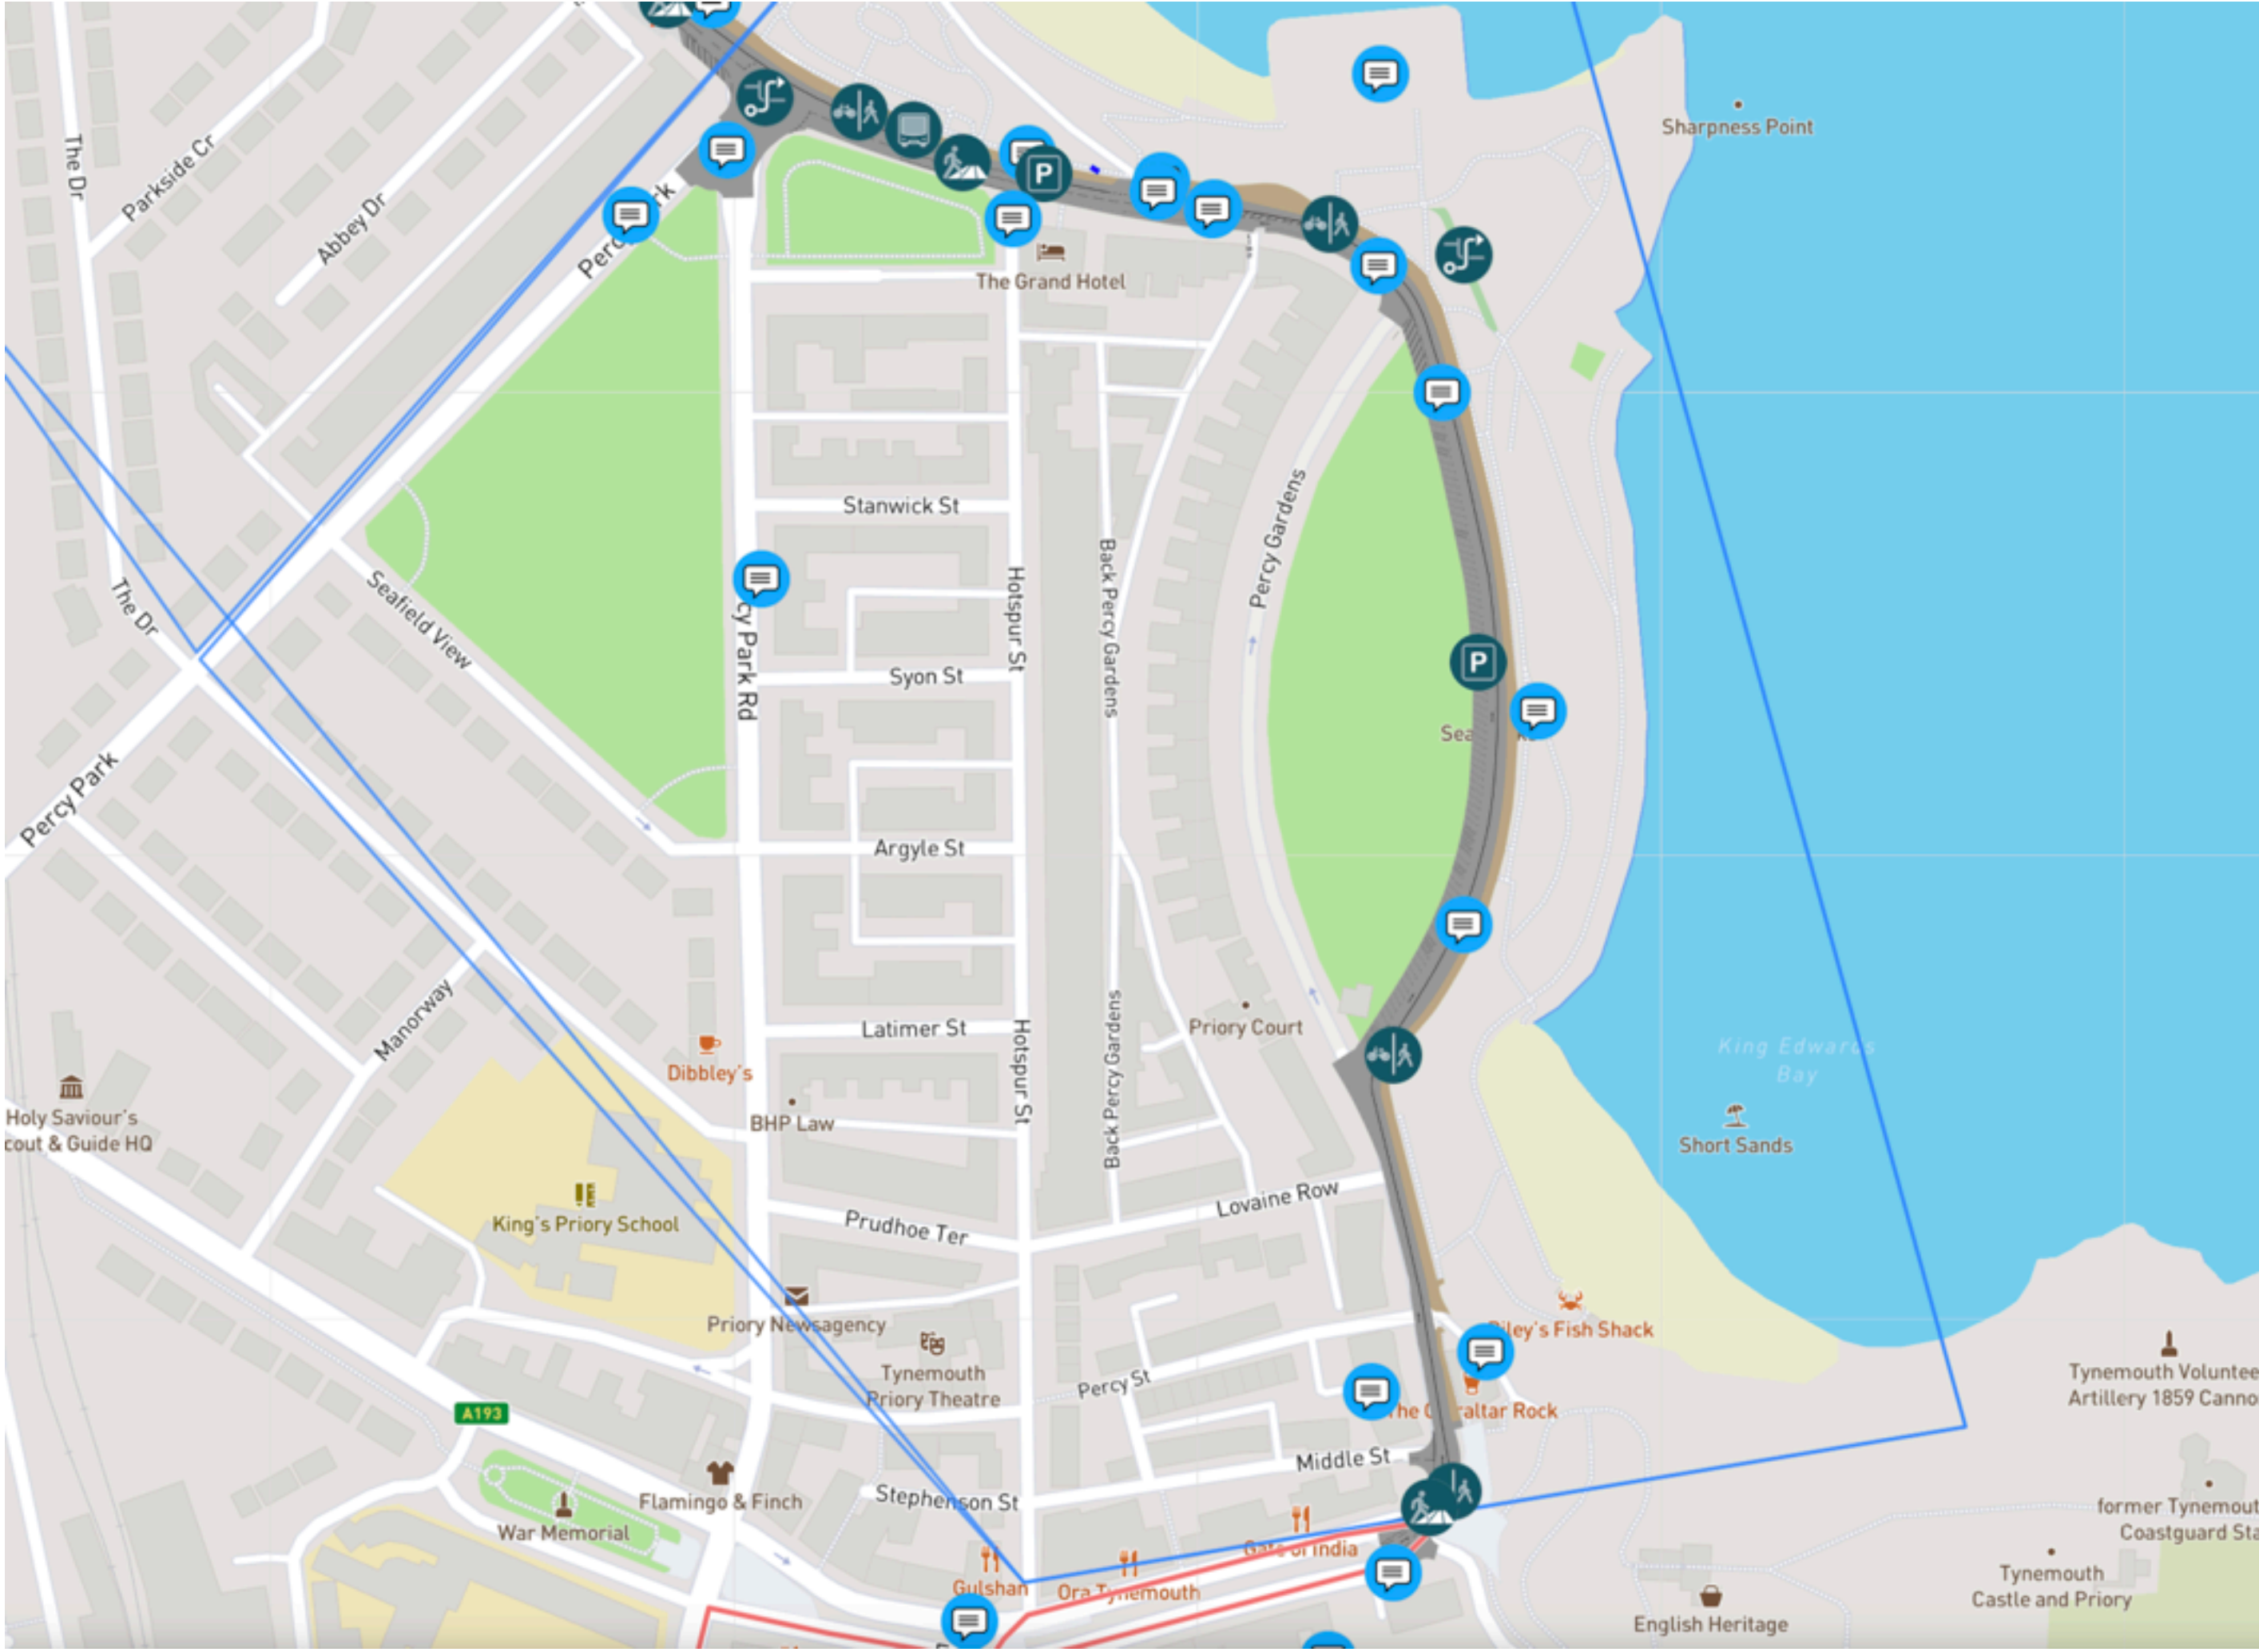 The Dr
Parkside Cr
Abbey Dr
Sharpness Point
The Grand Hotel
Stanwick St
Percy Gardens
Back Percy Gardens
Hotspur St
The Dr
Seafield View
cy Park Rd
Syon St
P
P
Percy Park
Argyle St
Manorway
Latimer St
Priory Court
Dibbley's
BHP Law
Hotspur St
Back Percy Gardens
King Edwards
Bay
Short Sands
Holy Saviour's
cout & Guide HQ
King's Priory School
Prudhoe Ter
Lovaine Row
Priory Newsagency
Tynemouth
Priory Theatre
Percy St
Riley's Fish Shack
The Gibraltar Rock
Tynemouth Voluntee
Artillery 1859 Canno
A193
Middle St
Flamingo & Finch
Stephenson St
War Memorial
Gate of India
Gulshan
Ora Tynemouth
former Tynemout
Coastguard Sta
Tynemouth
Castle and Priory
English Heritage